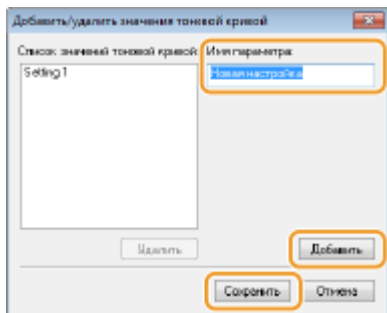 Добавить/удалить значения тоновой кривой
Список значений тоновой кривой:
Имя параметра:
Setting 1
Новая настройка
Удалить
Добавить
Сохранить
Отмена